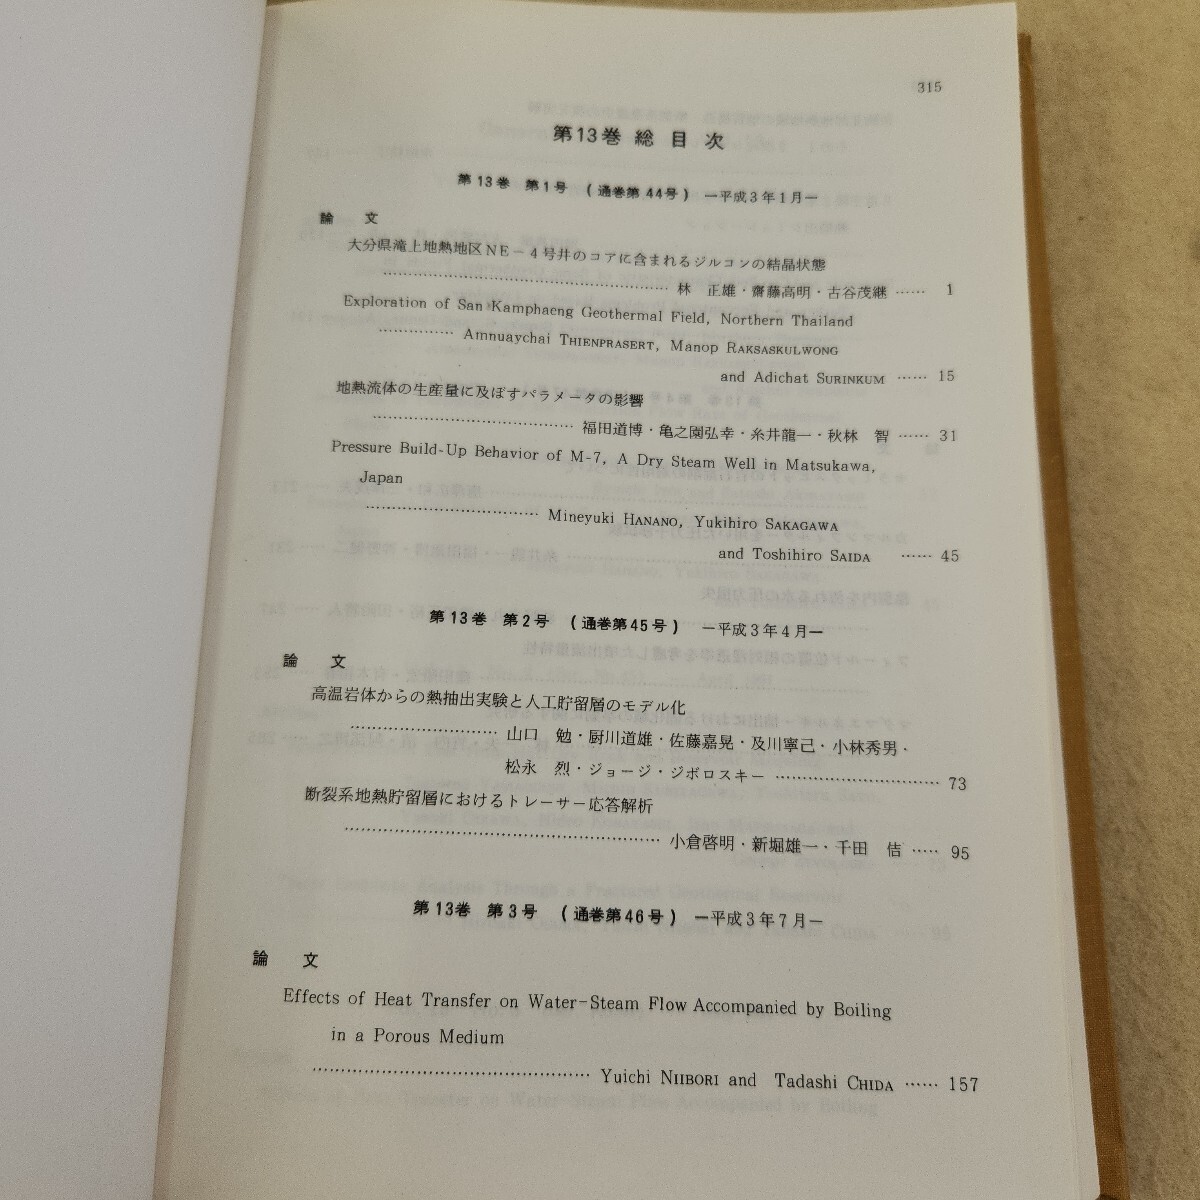 315
第13巻 総 目 次
第13巻 第1号 (通巻第44号) ―平成3年1月―
論 文
大分県滝上地熱地区NE－4号井のコアに含まれるジルコンの結晶状態
林 正雄・齋藤高明・古谷茂継 …… 1
Exploration of San Kamphaeng Geothermal Field, Northern Thailand
Amnuaychai THIENPRASERT, Manop RAKSASKULWONG
and Adichat SURINKUM …… 15
地熱流体の生産量に及ぼすパラメータの影響
福田道博・亀之園弘幸・糸井龍一・秋林 智 …… 31
Pressure Build-Up Behavior of M-7, A Dry Steam Well in Matsukawa,
Japan
Mineyuki HANANO, Yukihiro SAKAGAWA
and Toshihiro SAIDA …… 45
第13巻 第2号 (通巻第45号) ―平成3年4月―
論 文
高温岩体からの熱抽出実験と人工貯留層のモデル化
山口 勉・厨川道雄・佐藤嘉晃・及川寧己・小林秀男・
松永 烈・ジョージ・ジボロスキー …… 73
断裂系地熱貯留層におけるトレーサー応答解析
小倉啓明・新堀雄一・千田 佶 …… 95
第13巻 第3号 (通巻第46号) ―平成3年7月―
論 文
Effects of Heat Transfer on Water-Steam Flow Accompanied by Boiling
in a Porous Medium
Yuichi NIIBORI and Tadashi CHIDA …… 157